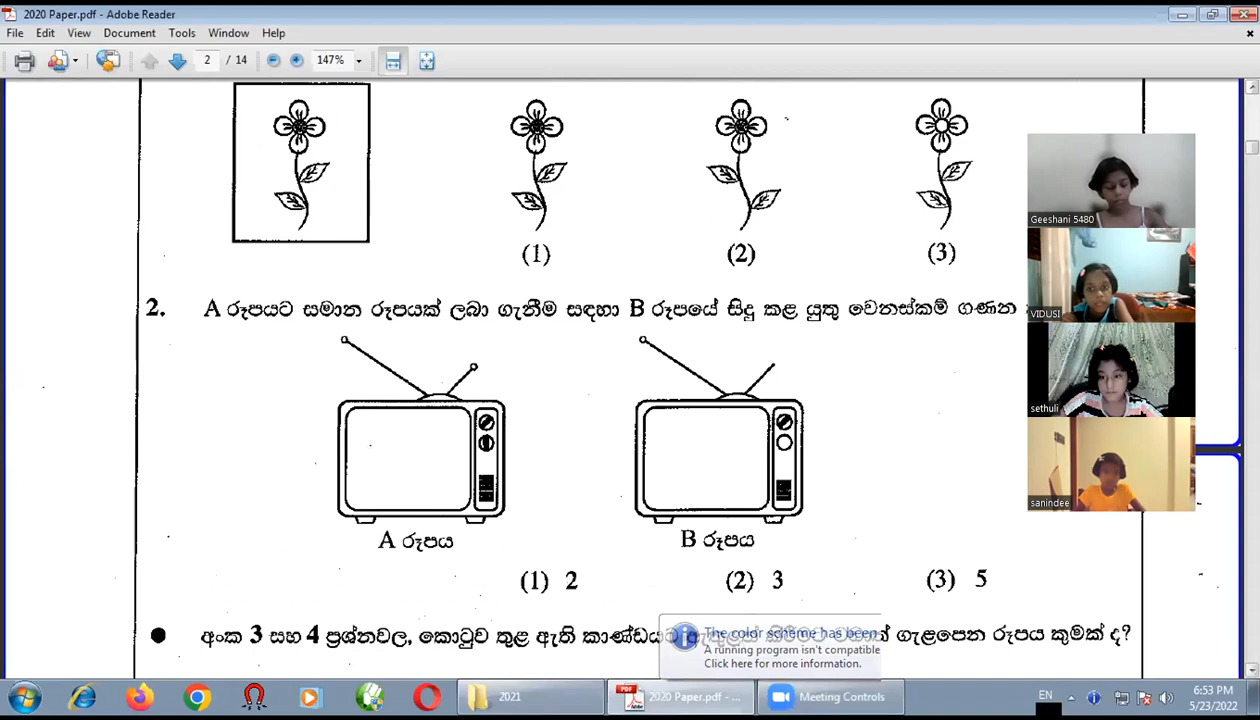 2020 Paper.pdf - Adobe Reader
File Edit View Document Tools Window Help
2 / 14 147%
(1) (2) (3)
Geeshani 5480
VIDUSI
sethuli
sanindee
2. A රූපයට සමාන රූපයක් ලබා ගැනීම සඳහා B රූපයේ සිදු කළ යුතු වෙනස්කම් ගණන
A රූපය B රූපය
(1) 2 (2) 3 (3) 5
● අංක 3 සහ 4 ප්‍රශ්නවල, කොටුව තුළ ඇති කාණ්ඩයට ගැළපෙන රූපය කුමක් ද?
The color scheme has been
A running program isn't compatible
Click here for more information.
2021 2020 Paper.pdf - ... Meeting Controls EN 6:53 PM
5/23/2022